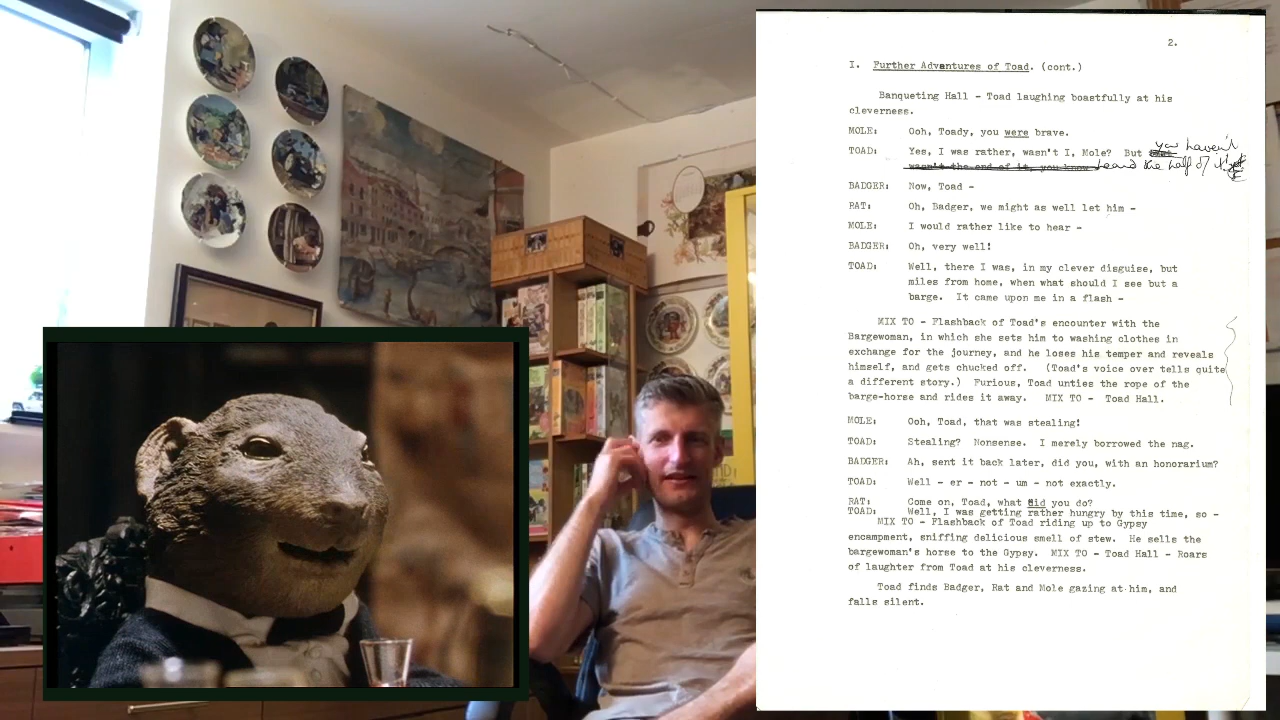 2.
I. Further Adventures of Toad. (cont.)
Banqueting Hall - Toad laughing boastfully at his
cleverness.
MOLE: Ooh, Toady, you were brave.
TOAD: Yes, I was rather, wasn't I, Mole? But you haven't
wasn't the end of it, you know heard the half of it yet
BADGER: Now, Toad -
RAT: Oh, Badger, we might as well let him -
MOLE: I would rather like to hear -
BADGER: Oh, very well!
TOAD: Well, there I was, in my clever disguise, but
miles from home, when what should I see but a
barge. It came upon me in a flash -
MIX TO - Flashback of Toad's encounter with the
Bargewoman, in which she sets him to washing clothes in
exchange for the journey, and he loses his temper and reveals
himself, and gets chucked off. (Toad's voice over tells quite
a different story.) Furious, Toad unties the rope of the
barge-horse and rides it away. MIX TO - Toad Hall.
MOLE: Ooh, Toad, that was stealing!
TOAD: Stealing? Nonsense. I merely borrowed the nag.
BADGER: Ah, sent it back later, did you, with an honorarium?
TOAD: Well - er - not - um - not exactly.
RAT: Come on, Toad, what did you do?
TOAD: Well, I was getting rather hungry by this time, so -
MIX TO - Flashback of Toad riding up to Gypsy
encampment, sniffing delicious smell of stew. He sells the
bargewoman's horse to the Gypsy. MIX TO - Toad Hall - Roars
of laughter from Toad at his cleverness.
Toad finds Badger, Rat and Mole gazing at him, and
falls silent.